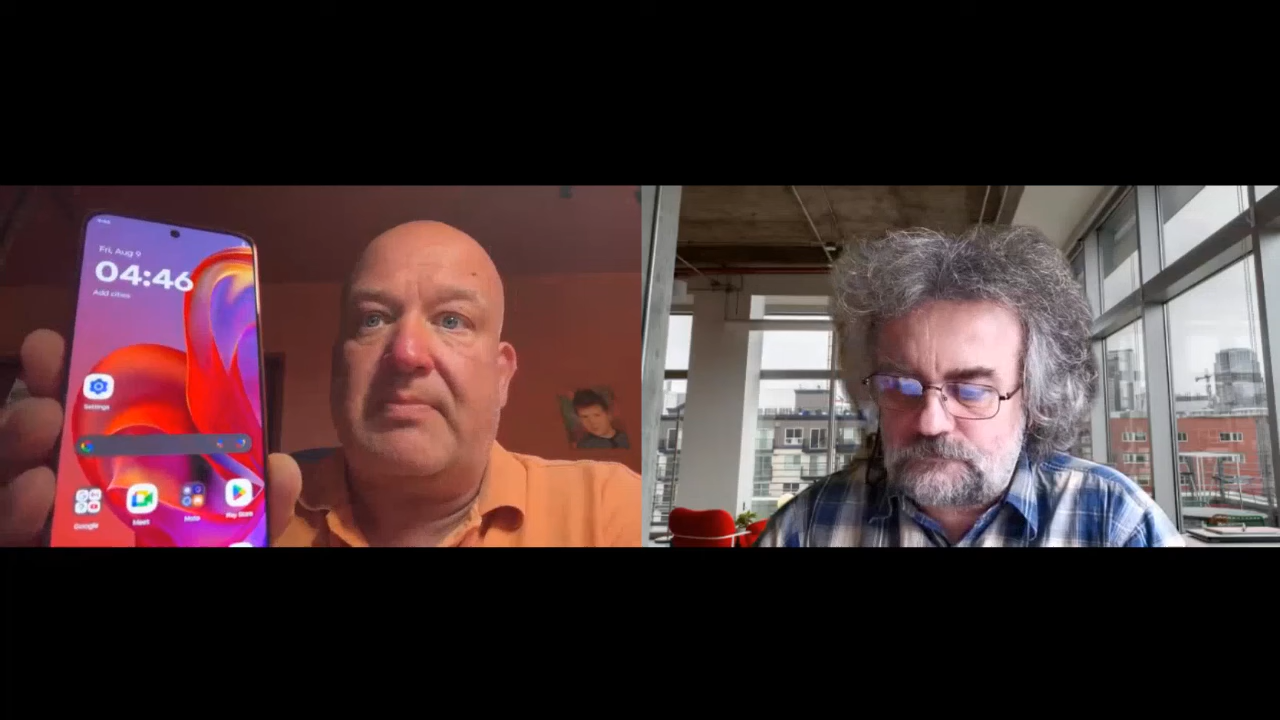 Fri, Aug 9
04:46
Add cities
Settings
Google
Meet
Moto
Play Store